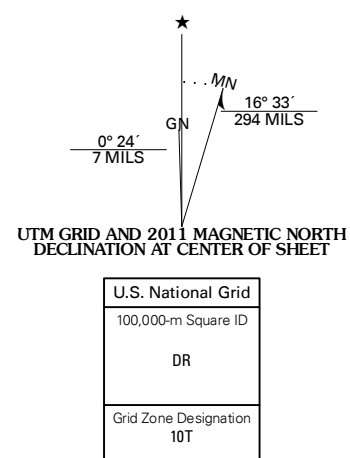 ★
MN
16° 33´
294 MILS
GN
0° 24´
7 MILS
UTM GRID AND 2011 MAGNETIC NORTH
DECLINATION AT CENTER OF SHEET
U.S. National Grid
100,000-m Square ID
DR
Grid Zone Designation
10T